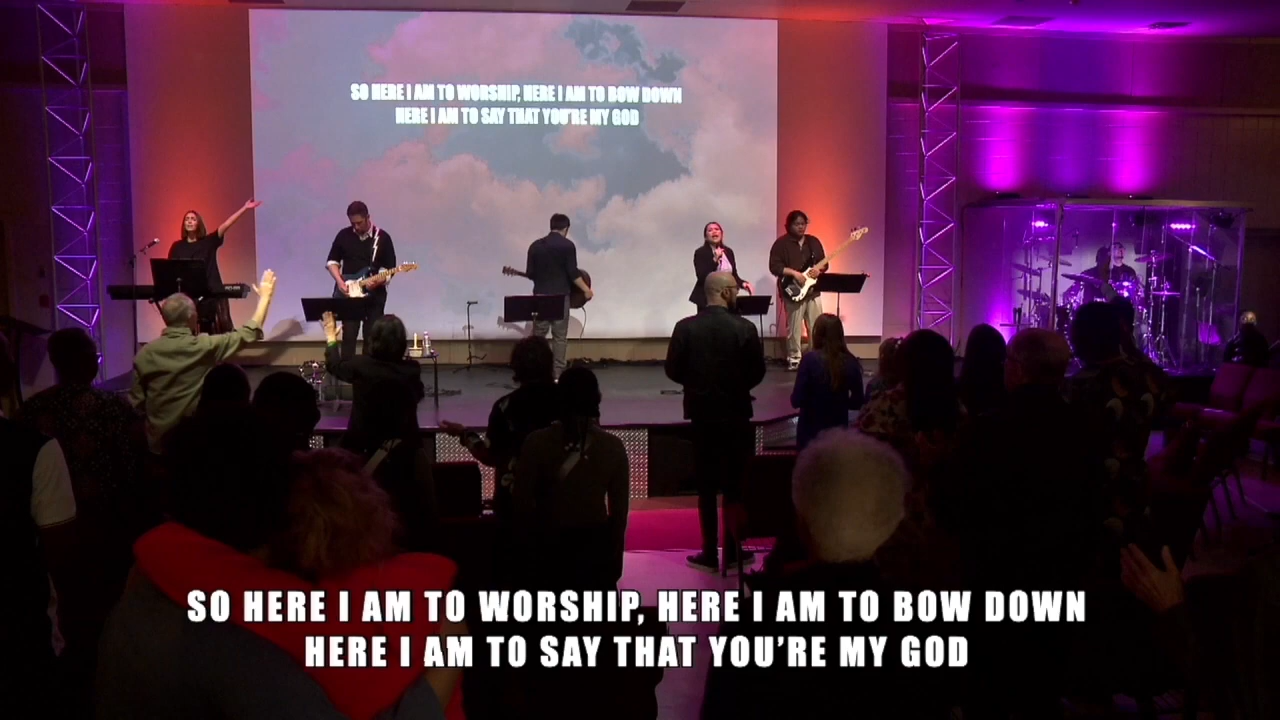 SO HERE I AM TO WORSHIP, HERE I AM TO BOW DOWN
HERE I AM TO SAY THAT YOU'RE MY GOD
SO HERE I AM TO WORSHIP, HERE I AM TO BOW DOWN
HERE I AM TO SAY THAT YOU’RE MY GOD